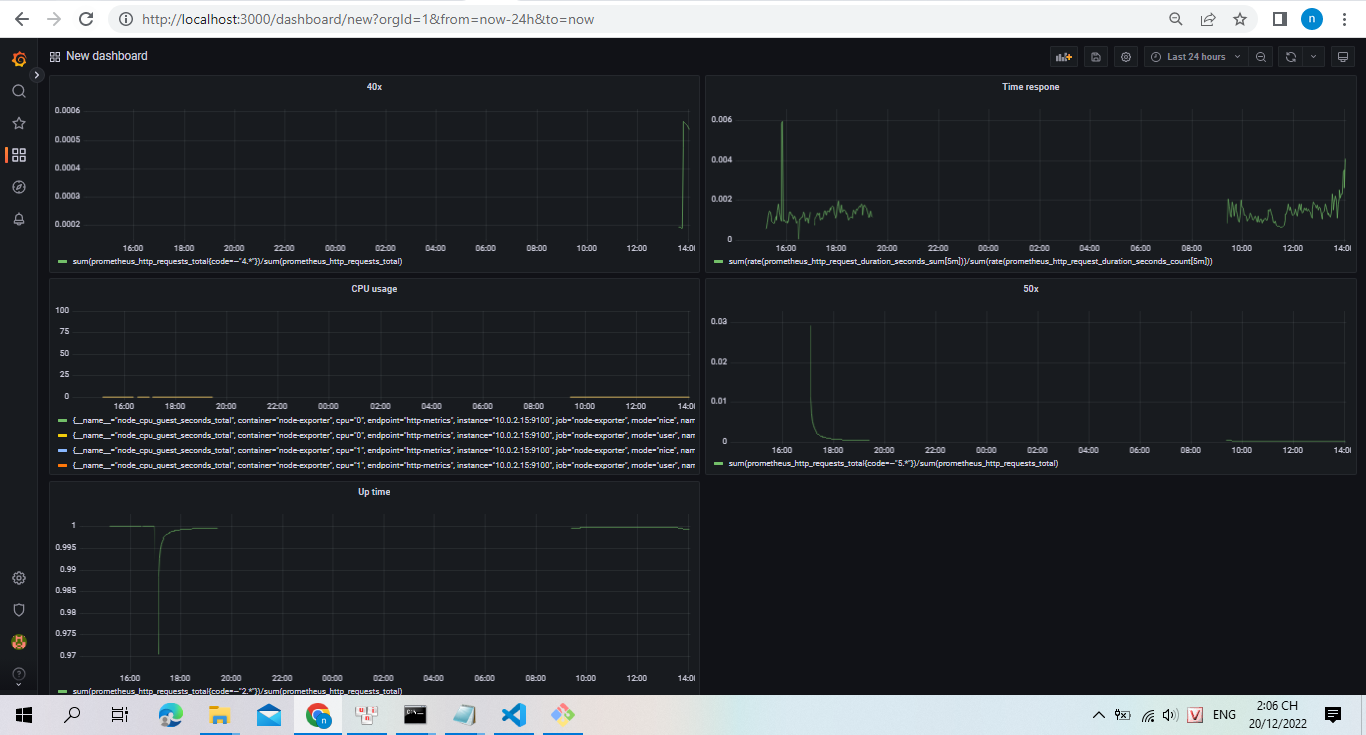 http://localhost:3000/dashboard/new?orgId=1&from=now-24h&to=now
n
New dashboard
Last 24 hours
40x
0.0006
0.0005
0.0004
0.0003
0.0002
16:00 18:00 20:00 22:00 00:00 02:00 04:00 06:00 08:00 10:00 12:00 14:00
sum(prometheus_http_requests_total{code=~"4.*"})/sum(prometheus_http_requests_total)
Time respone
0.006
0.004
0.002
0
16:00 18:00 20:00 22:00 00:00 02:00 04:00 06:00 08:00 10:00 12:00 14:0
sum(rate(prometheus_http_request_duration_seconds_sum[5m]))/sum(rate(prometheus_http_request_duration_seconds_count[5m]))
CPU usage
100
75
50
25
0
16:00 18:00 20:00 22:00 00:00 02:00 04:00 06:00 08:00 10:00 12:00 14:0
{__name__="node_cpu_guest_seconds_total", container="node-exporter", cpu="0", endpoint="http-metrics", instance="10.0.2.15:9100", job="node-exporter", mode="nice", nam
{__name__="node_cpu_guest_seconds_total", container="node-exporter", cpu="0", endpoint="http-metrics", instance="10.0.2.15:9100", job="node-exporter", mode="user", nam
{__name__="node_cpu_guest_seconds_total", container="node-exporter", cpu="1", endpoint="http-metrics", instance="10.0.2.15:9100", job="node-exporter", mode="nice", nam
{__name__="node_cpu_guest_seconds_total", container="node-exporter", cpu="1", endpoint="http-metrics", instance="10.0.2.15:9100", job="node-exporter", mode="user", nam
50x
0.03
0.02
0.01
0
16:00 18:00 20:00 22:00 00:00 02:00 04:00 06:00 08:00 10:00 12:00 14:0
sum(prometheus_http_requests_total{code=~"5.*"})/sum(prometheus_http_requests_total)
Up time
1
0.995
0.99
0.985
0.98
0.975
0.97
16:00 18:00 20:00 22:00 00:00 02:00 04:00 06:00 08:00 10:00 12:00 14:00
sum(prometheus_http_requests_total{code=~"2.*"})/sum(prometheus_http_requests_total)
V
ENG
2:06 CH
20/12/2022